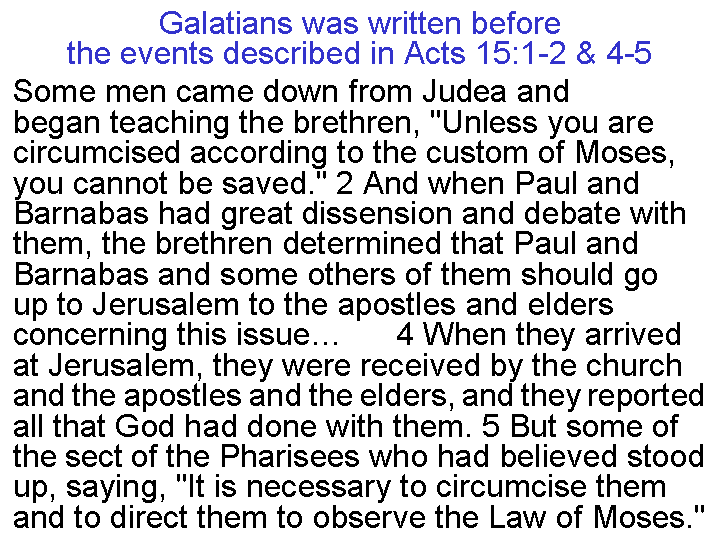 Galatians was written before
the events described in Acts 15:1-2 & 4-5
Some men came down from Judea and
began teaching the brethren, "Unless you are
circumcised according to the custom of Moses,
you cannot be saved." 2 And when Paul and
Barnabas had great dissension and debate with
them, the brethren determined that Paul and
Barnabas and some others of them should go
up to Jerusalem to the apostles and elders
concerning this issue… 4 When they arrived
at Jerusalem, they were received by the church
and the apostles and the elders, and they reported
all that God had done with them. 5 But some of
the sect of the Pharisees who had believed stood
up, saying, "It is necessary to circumcise them
and to direct them to observe the Law of Moses."